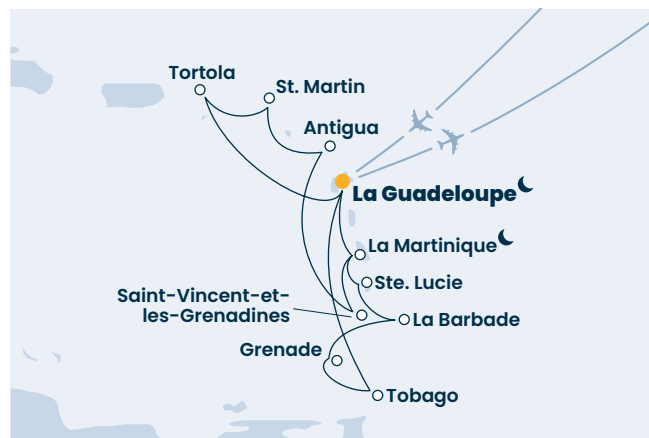 Tortola
St. Martin
Antigua
La Guadeloupe
La Martinique
Ste. Lucie
Saint-Vincent-et-
les-Grenadines
La Barbade
Grenade
Tobago